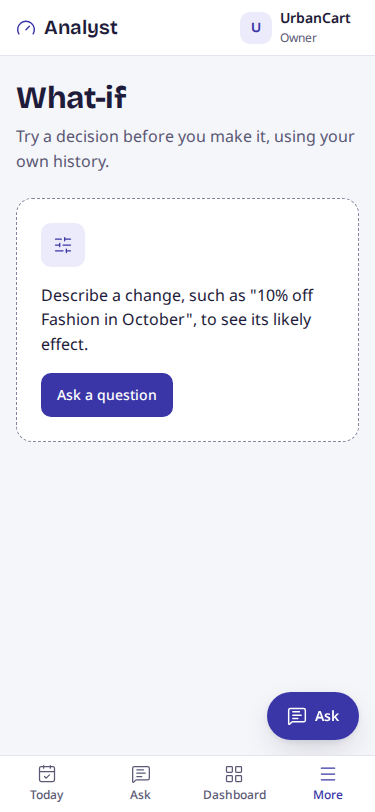 Analyst
U
UrbanCart
Owner
What-if
Try a decision before you make it, using your
own history.
Describe a change, such as "10% off
Fashion in October", to see its likely
effect.
Ask a question
Ask
Today
Ask
Dashboard
More